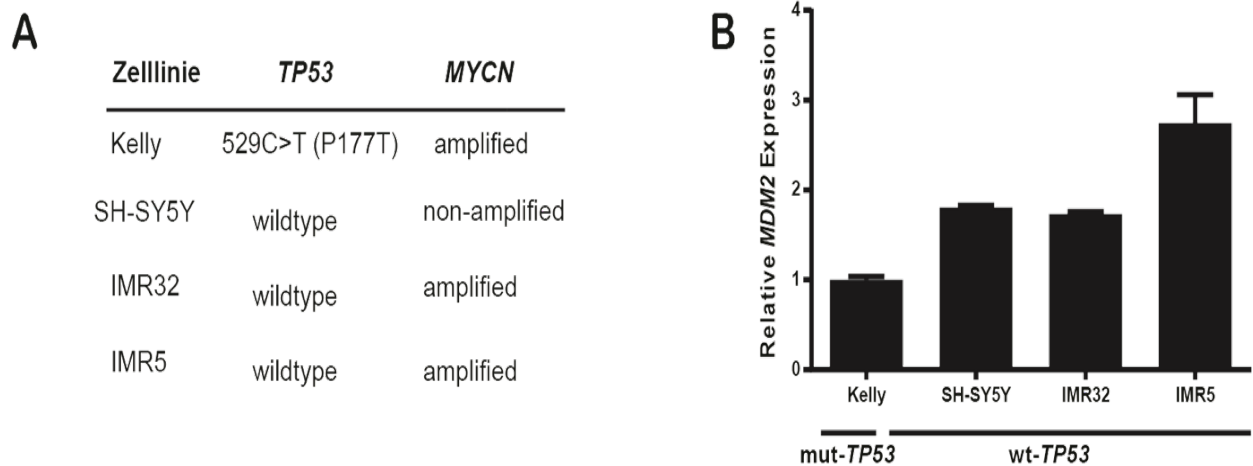 A
Zelllinie TP53 MYCN
Kelly 529C>T (P177T) amplified
SH-SY5Y wildtype non-amplified
IMR32 wildtype amplified
IMR5 wildtype amplified
B
Relative MDM2 Expression
4
3
2
1
0
Kelly SH-SY5Y IMR32 IMR5
mut-TP53 wt-TP53